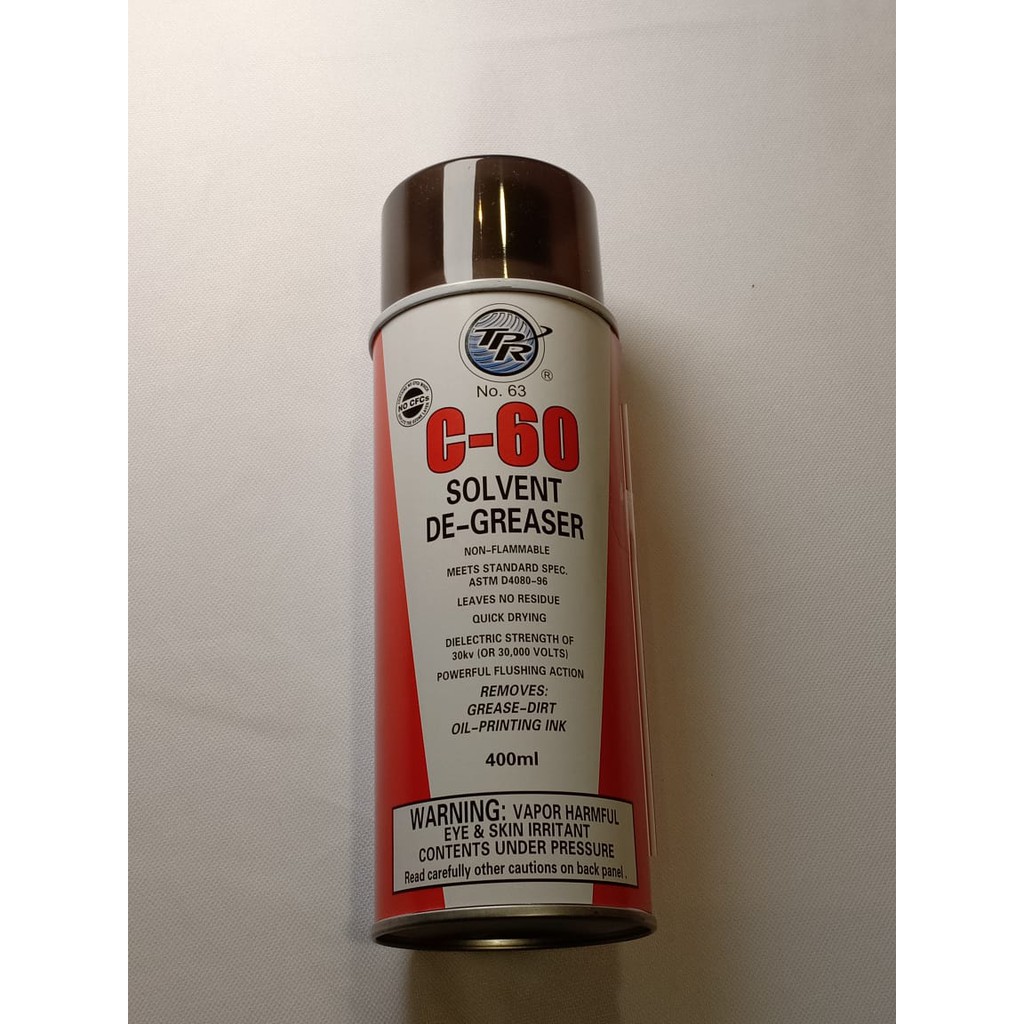 TPR
®
No. 63
NO CFCs
C-60
SOLVENT
DE-GREASER
NON-FLAMMABLE
MEETS STANDARD SPEC.
ASTM D4080-96
LEAVES NO RESIDUE
QUICK DRYING
DIELECTRIC STRENGTH OF
30kv (OR 30,000 VOLTS)
POWERFUL FLUSHING ACTION
REMOVES:
GREASE-DIRT
OIL-PRINTING INK
400ml
WARNING: VAPOR HARMFUL
EYE & SKIN IRRITANT
CONTENTS UNDER PRESSURE
Read carefully other cautions on back panel.